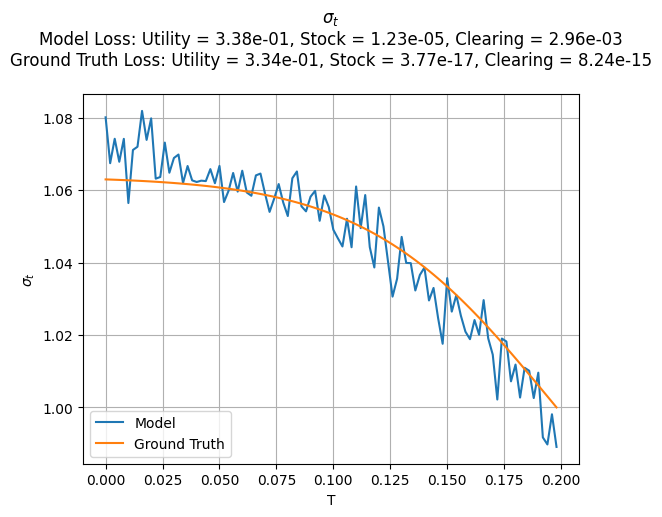 σₜ
Model Loss: Utility = 3.38e-01, Stock = 1.23e-05, Clearing = 2.96e-03
Ground Truth Loss: Utility = 3.34e-01, Stock = 3.77e-17, Clearing = 8.24e-15
1.08
1.06
1.04
1.02
1.00
σₜ
Model
Ground Truth
0.000 0.025 0.050 0.075 0.100 0.125 0.150 0.175 0.200
T